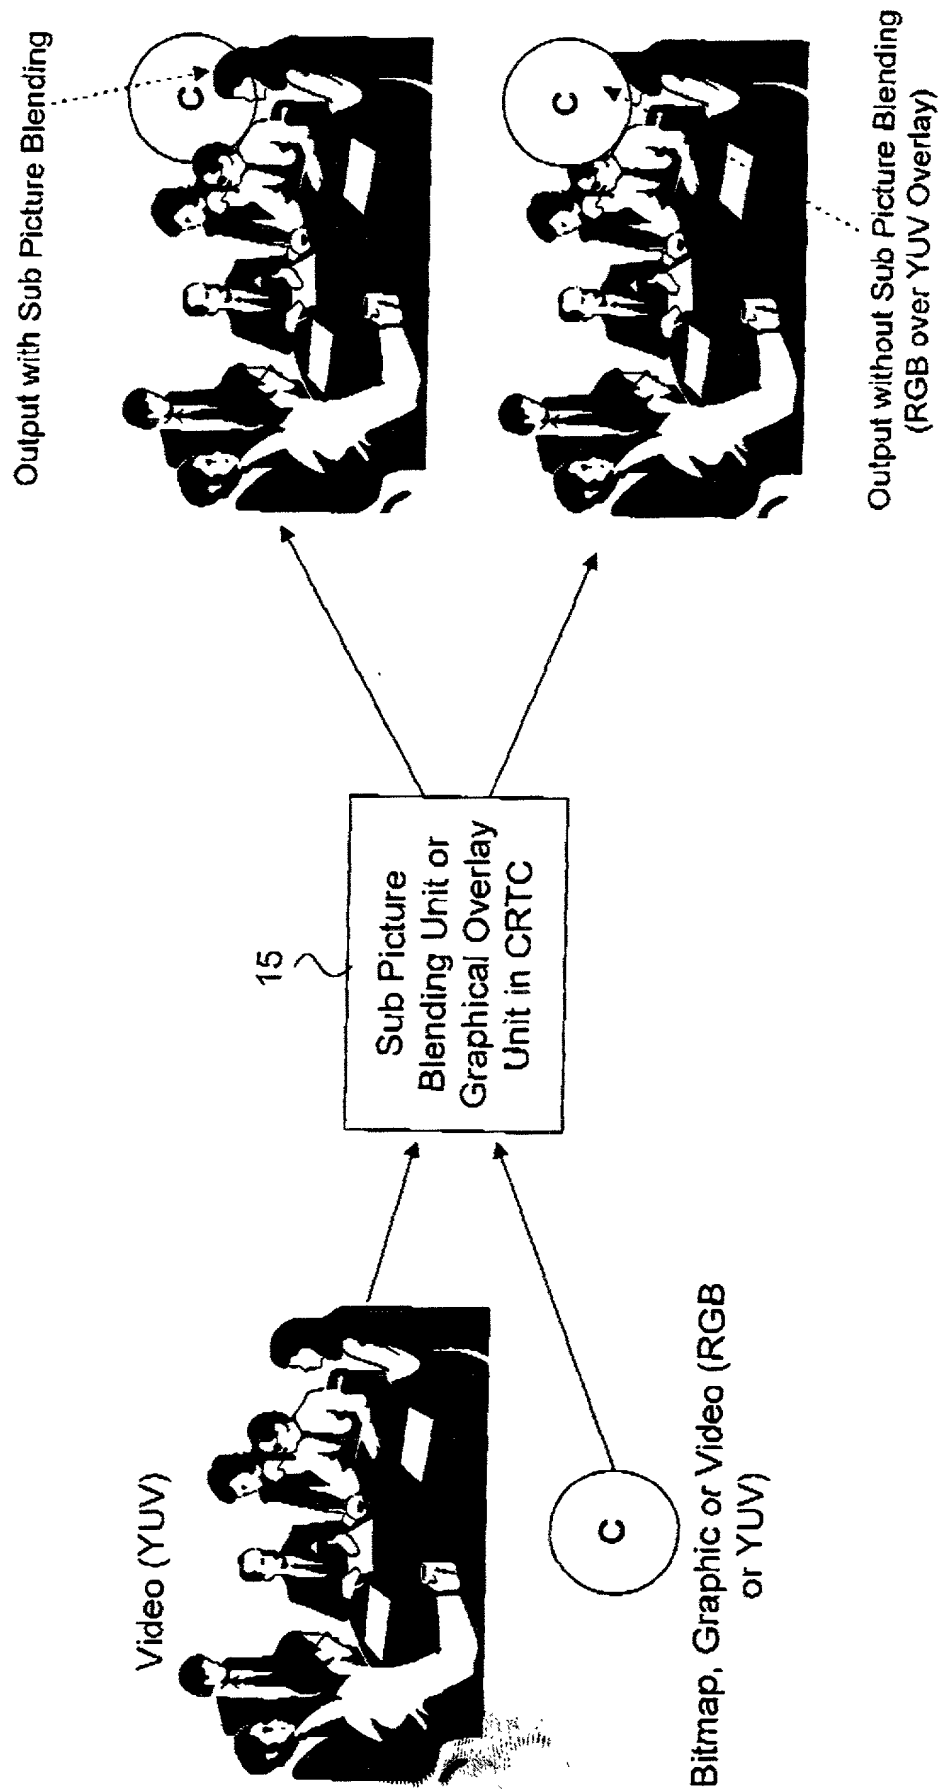 Video (YUV)
C
Bitmap, Graphic or Video (RGB
or YUV)
15
Sub Picture
Blending Unit or
Graphical Overlay
Unit in CRTC
Output with Sub Picture Blending
C
C
Output without Sub Picture Blending
(RGB over YUV Overlay)